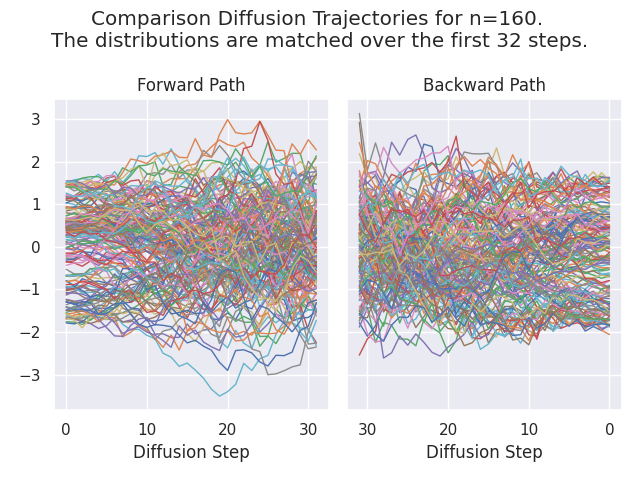 Comparison Diffusion Trajectories for n=160.
The distributions are matched over the first 32 steps.
Forward Path
Backward Path
3
2
1
0
−1
−2
−3
0 10 20 30
30 20 10 0
Diffusion Step
Diffusion Step